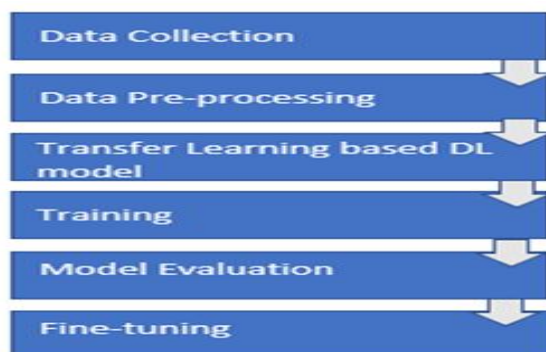 Data Collection
Data Pre-processing
Transfer Learning based DL
model
Training
Model Evaluation
Fine-tuning